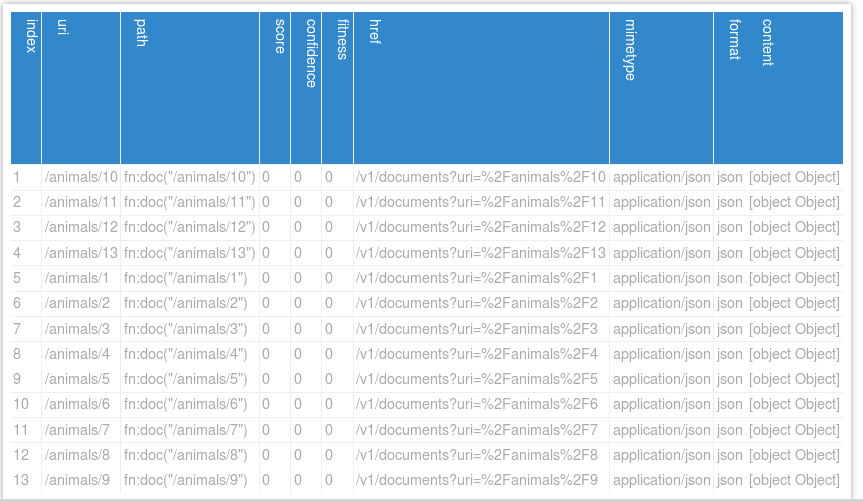 index uri path score confidence fitness href mimetype format content
1 /animals/10 fn:doc("/animals/10") 0 0 0 /v1/documents?uri=%2Fanimals%2F10 application/json json [object Object]
2 /animals/11 fn:doc("/animals/11") 0 0 0 /v1/documents?uri=%2Fanimals%2F11 application/json json [object Object]
3 /animals/12 fn:doc("/animals/12") 0 0 0 /v1/documents?uri=%2Fanimals%2F12 application/json json [object Object]
4 /animals/13 fn:doc("/animals/13") 0 0 0 /v1/documents?uri=%2Fanimals%2F13 application/json json [object Object]
5 /animals/1 fn:doc("/animals/1") 0 0 0 /v1/documents?uri=%2Fanimals%2F1 application/json json [object Object]
6 /animals/2 fn:doc("/animals/2") 0 0 0 /v1/documents?uri=%2Fanimals%2F2 application/json json [object Object]
7 /animals/3 fn:doc("/animals/3") 0 0 0 /v1/documents?uri=%2Fanimals%2F3 application/json json [object Object]
8 /animals/4 fn:doc("/animals/4") 0 0 0 /v1/documents?uri=%2Fanimals%2F4 application/json json [object Object]
9 /animals/5 fn:doc("/animals/5") 0 0 0 /v1/documents?uri=%2Fanimals%2F5 application/json json [object Object]
10 /animals/6 fn:doc("/animals/6") 0 0 0 /v1/documents?uri=%2Fanimals%2F6 application/json json [object Object]
11 /animals/7 fn:doc("/animals/7") 0 0 0 /v1/documents?uri=%2Fanimals%2F7 application/json json [object Object]
12 /animals/8 fn:doc("/animals/8") 0 0 0 /v1/documents?uri=%2Fanimals%2F8 application/json json [object Object]
13 /animals/9 fn:doc("/animals/9") 0 0 0 /v1/documents?uri=%2Fanimals%2F9 application/json json [object Object]